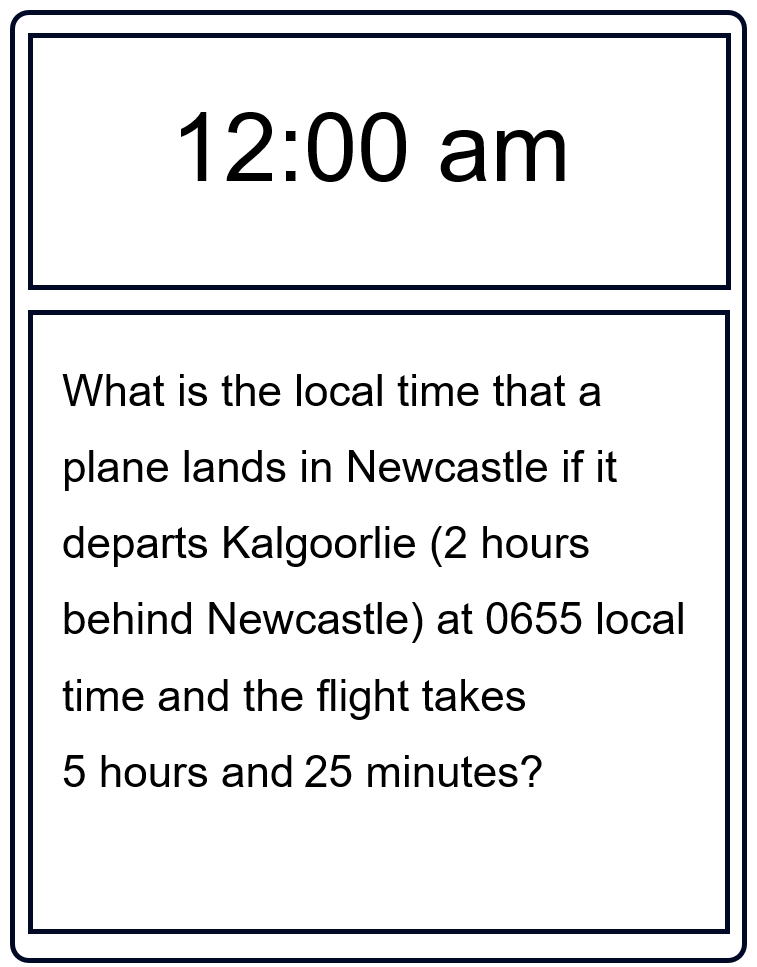 12:00 am
What is the local time that a
plane lands in Newcastle if it
departs Kalgoorlie (2 hours
behind Newcastle) at 0655 local
time and the flight takes
5 hours and 25 minutes?